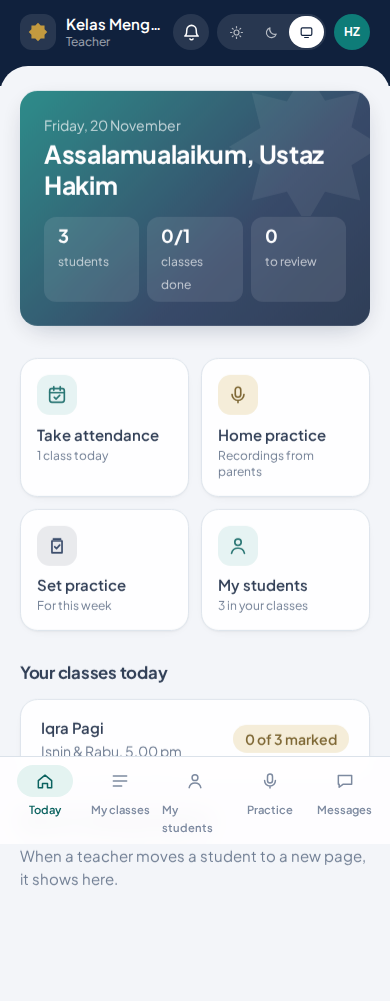 Kelas Meng...
Teacher
HZ
Friday, 20 November
Assalamualaikum, Ustaz
Hakim
3
students
0/1
classes
done
0
to review
Take attendance
1 class today
Home practice
Recordings from
parents
Set practice
For this week
My students
3 in your classes
Your classes today
Iqra Pagi
Isnin & Rabu, 5.00 pm
0 of 3 marked
Today
My classes
My
students
Practice
Messages
When a teacher moves a student to a new page,
it shows here.